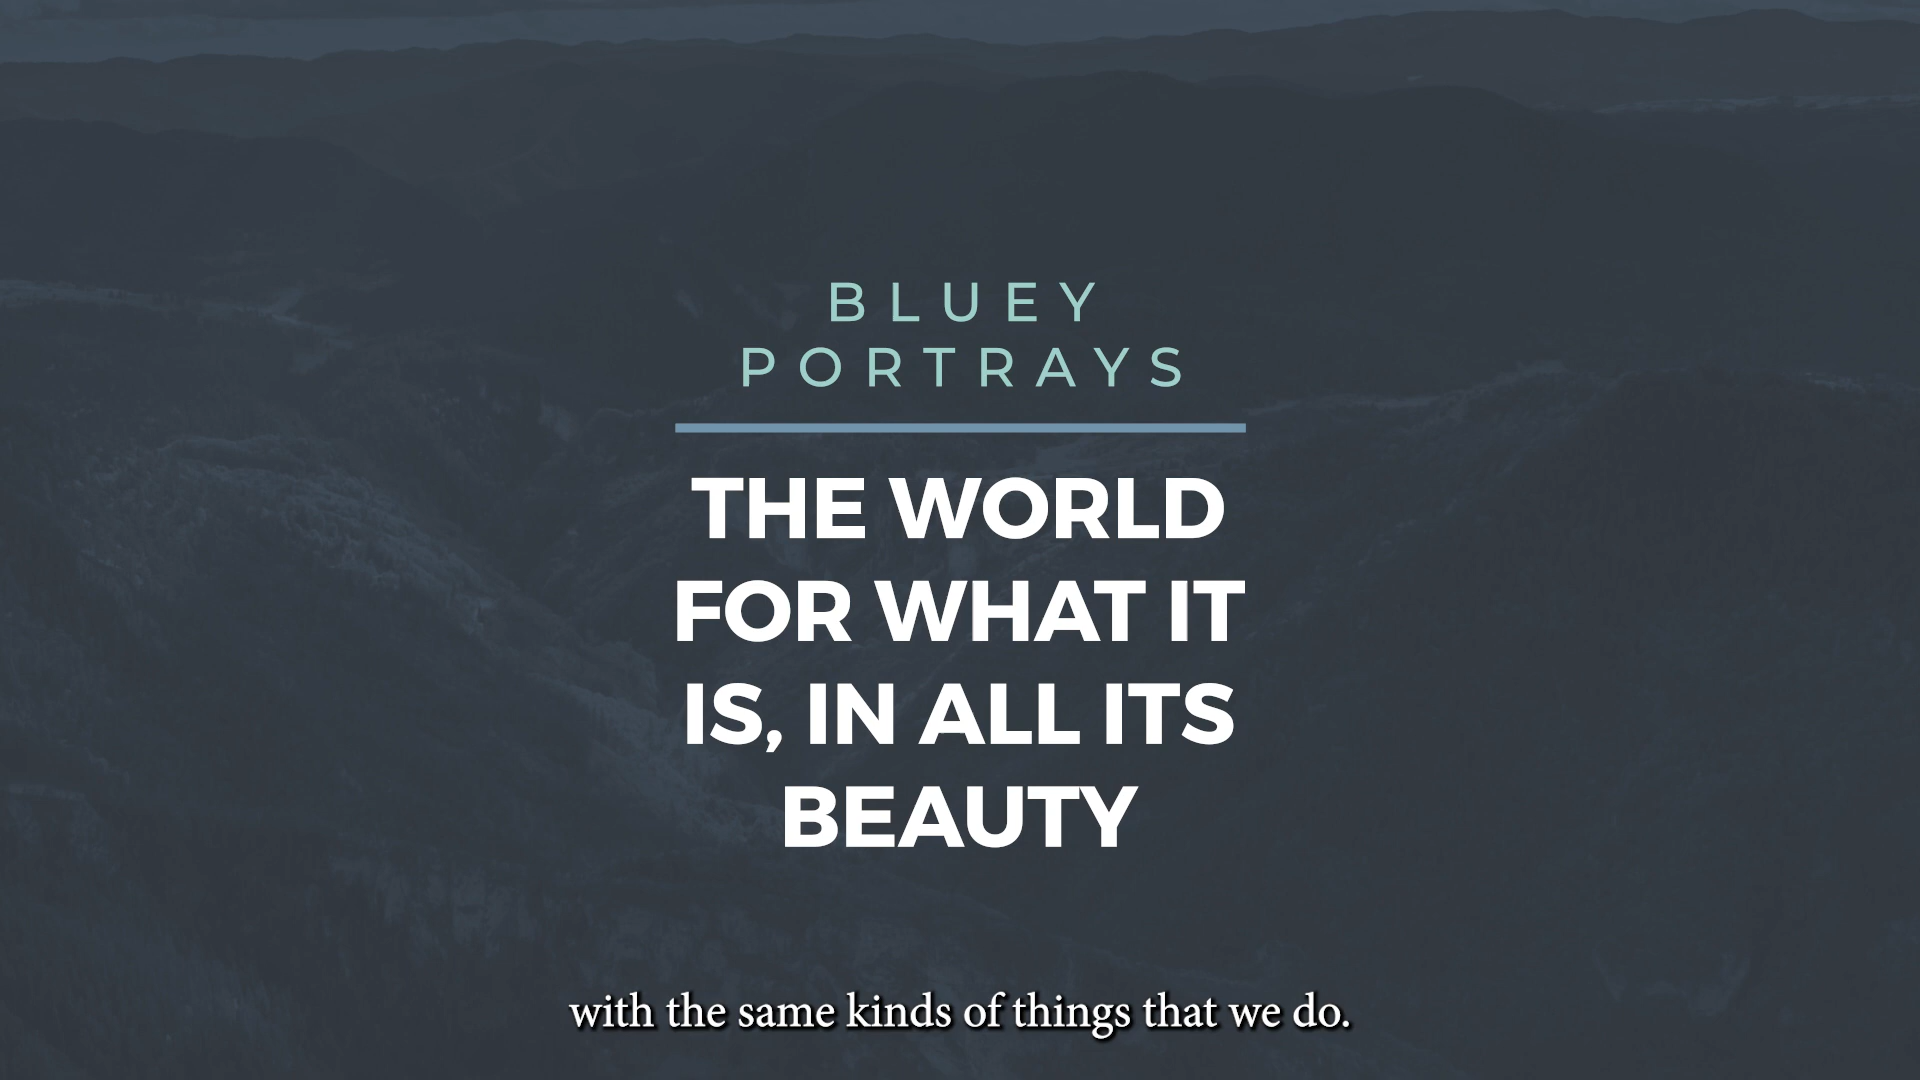 BLUEY
PORTRAYS
THE WORLD
FOR WHAT IT
IS, IN ALL ITS
BEAUTY
with the same kinds of things that we do.